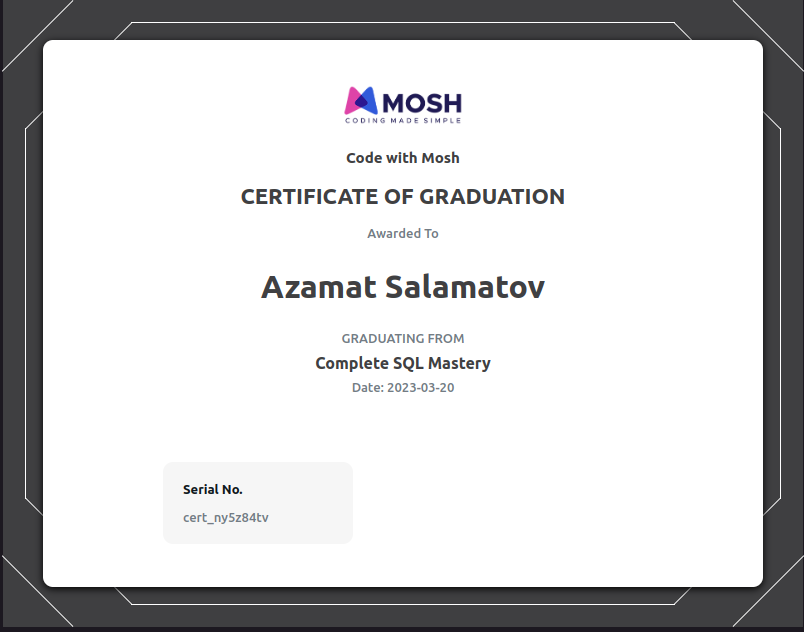 MOSH
CODING MADE SIMPLE
Code with Mosh
CERTIFICATE OF GRADUATION
Awarded To
Azamat Salamatov
GRADUATING FROM
Complete SQL Mastery
Date: 2023-03-20
Serial No.
cert_ny5z84tv